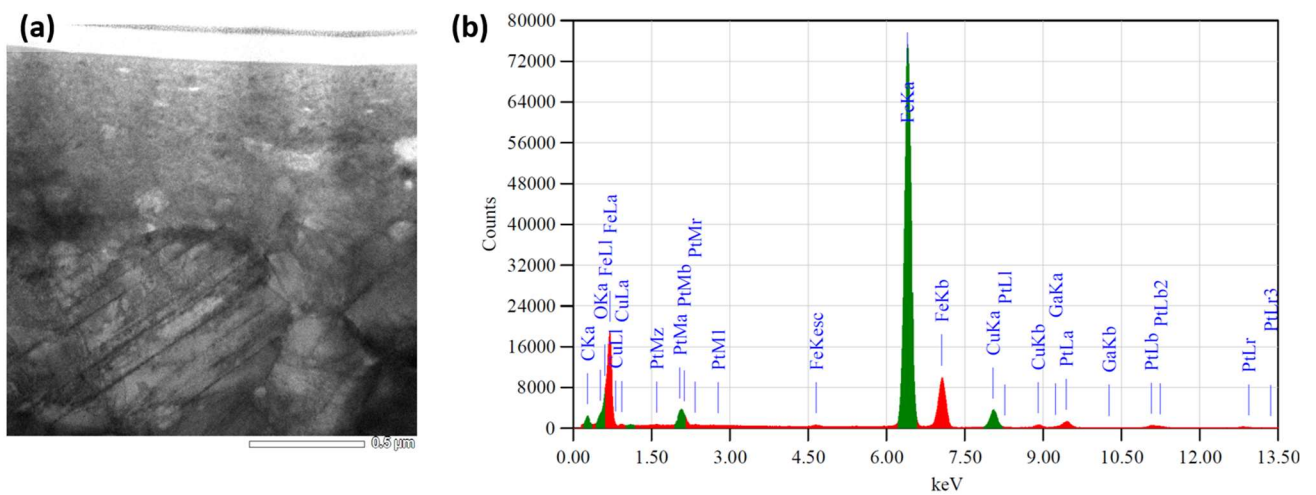 (a)
0.5 µm
(b)
Counts
80000
72000
64000
56000
48000
40000
32000
24000
16000
8000
0
CKa
OKa
FeLl
FeLa
CuLl
CuLa
PtMz
PtMa
PtMb
PtMr
PtMl
FeKesc
FeKa
FeKb
CuKa
PtLl
CuKb
GaKa
PtLa
GaKb
PtLb
PtLb2
PtLr
PtLr3
0.00 1.50 3.00 4.50 6.00 7.50 9.00 10.50 12.00 13.50
keV